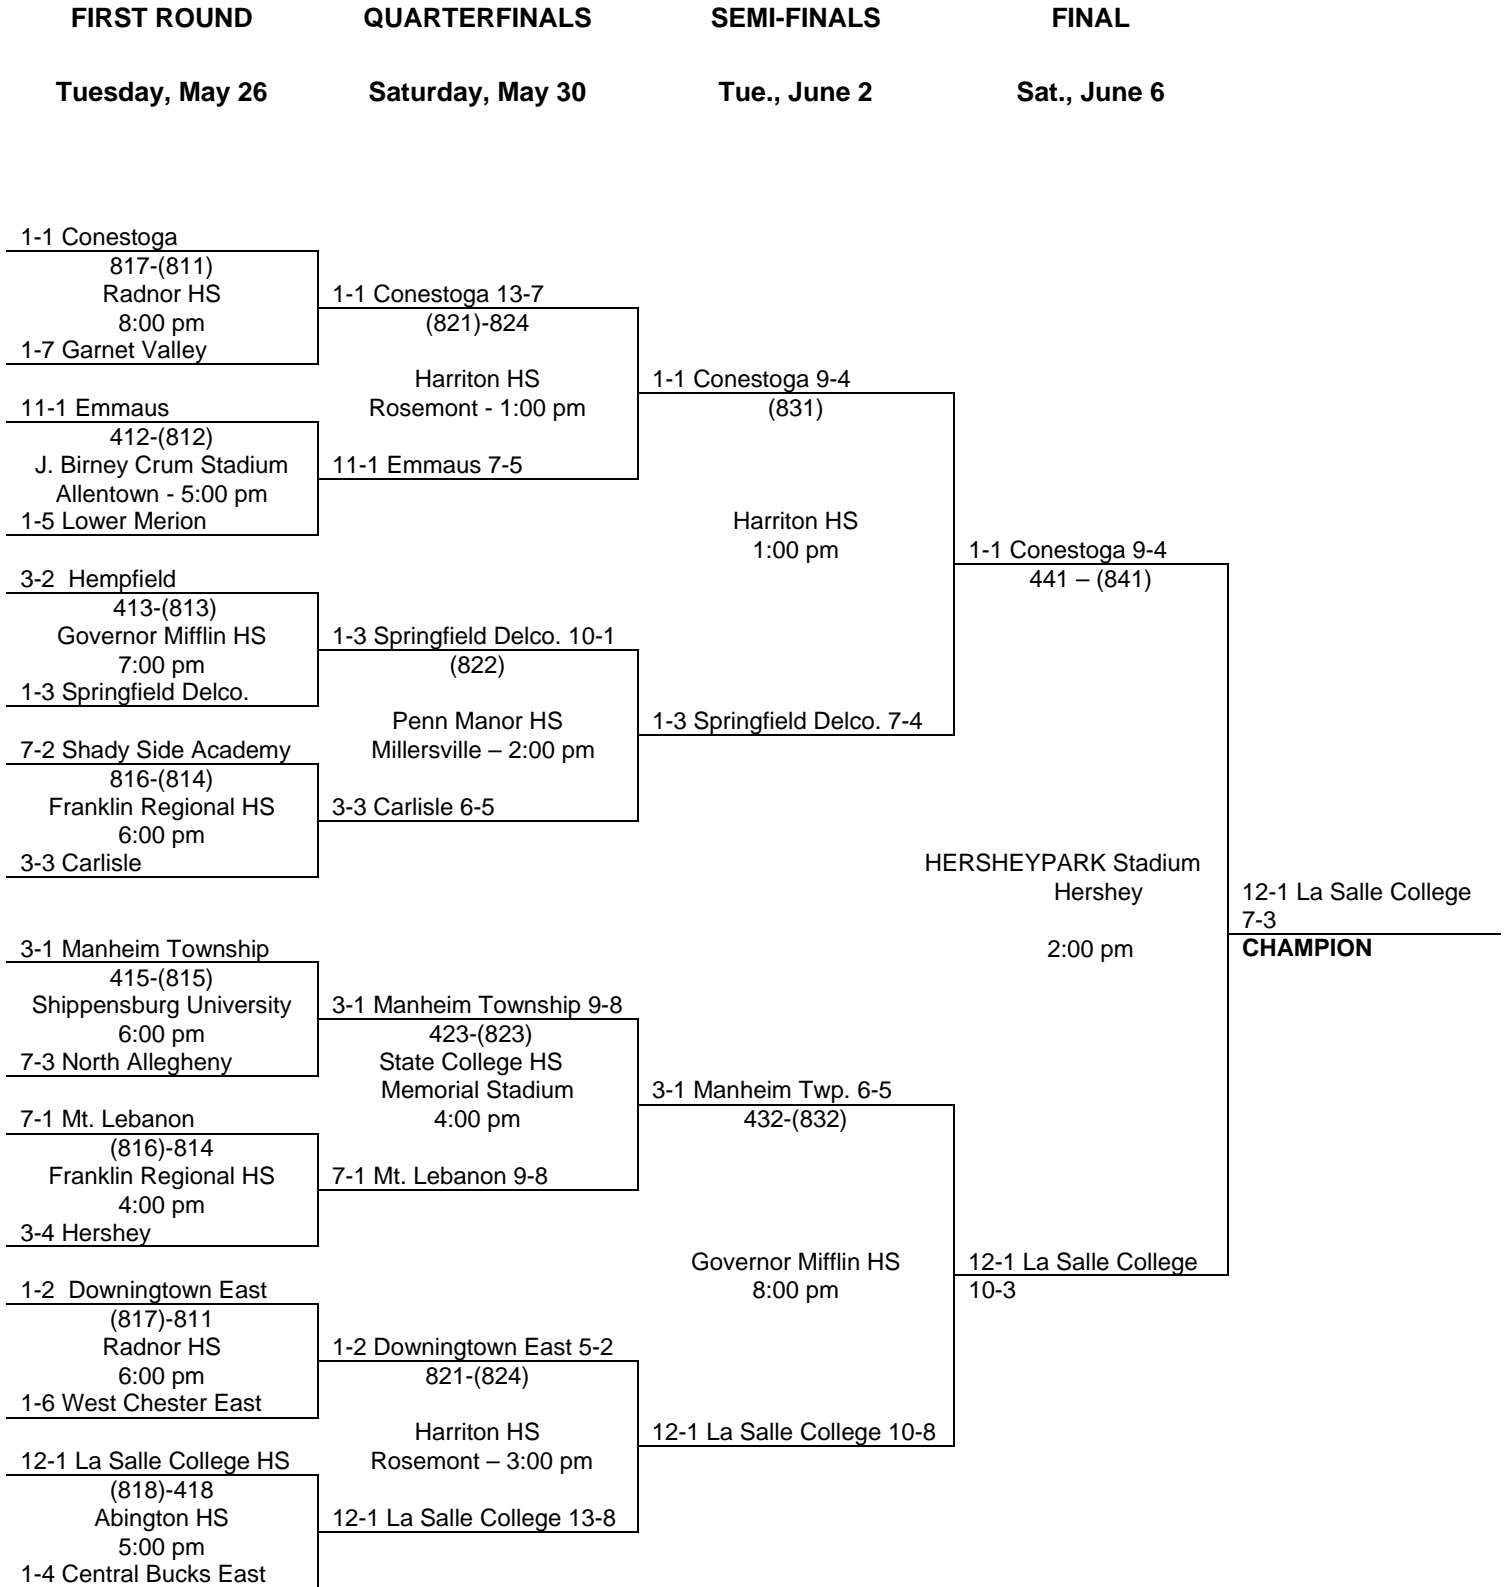 FIRST ROUND
QUARTERFINALS
SEMI-FINALS
FINAL
Tuesday, May 26
Saturday, May 30
Tue., June 2
Sat., June 6
1-1 Conestoga
817-(811)
Radnor HS
8:00 pm
1-7 Garnet Valley
11-1 Emmaus
412-(812)
J. Birney Crum Stadium
Allentown - 5:00 pm
1-5 Lower Merion
3-2  Hempfield
413-(813)
Governor Mifflin HS
7:00 pm
1-3 Springfield Delco.
7-2 Shady Side Academy
816-(814)
Franklin Regional HS
6:00 pm
3-3 Carlisle
3-1 Manheim Township
415-(815)
Shippensburg University
6:00 pm
7-3 North Allegheny
7-1 Mt. Lebanon
(816)-814
Franklin Regional HS
4:00 pm
3-4 Hershey
1-2  Downingtown East
(817)-811
Radnor HS
6:00 pm
1-6 West Chester East
12-1 La Salle College HS
(818)-418
Abington HS
5:00 pm
1-4 Central Bucks East
1-1 Conestoga 13-7
(821)-824
Harriton HS
Rosemont - 1:00 pm
11-1 Emmaus 7-5
1-3 Springfield Delco. 10-1
(822)
Penn Manor HS
Millersville – 2:00 pm
3-3 Carlisle 6-5
3-1 Manheim Township 9-8
423-(823)
State College HS
Memorial Stadium
4:00 pm
7-1 Mt. Lebanon 9-8
1-2 Downingtown East 5-2
821-(824)
Harriton HS
Rosemont – 3:00 pm
12-1 La Salle College 13-8
1-1 Conestoga 9-4
(831)
Harriton HS
1:00 pm
1-3 Springfield Delco. 7-4
3-1 Manheim Twp. 6-5
432-(832)
Governor Mifflin HS
8:00 pm
12-1 La Salle College 10-8
1-1 Conestoga 9-4
441 – (841)
HERSHEYPARK Stadium
Hershey
2:00 pm
12-1 La Salle College
10-3
12-1 La Salle College
7-3
CHAMPION